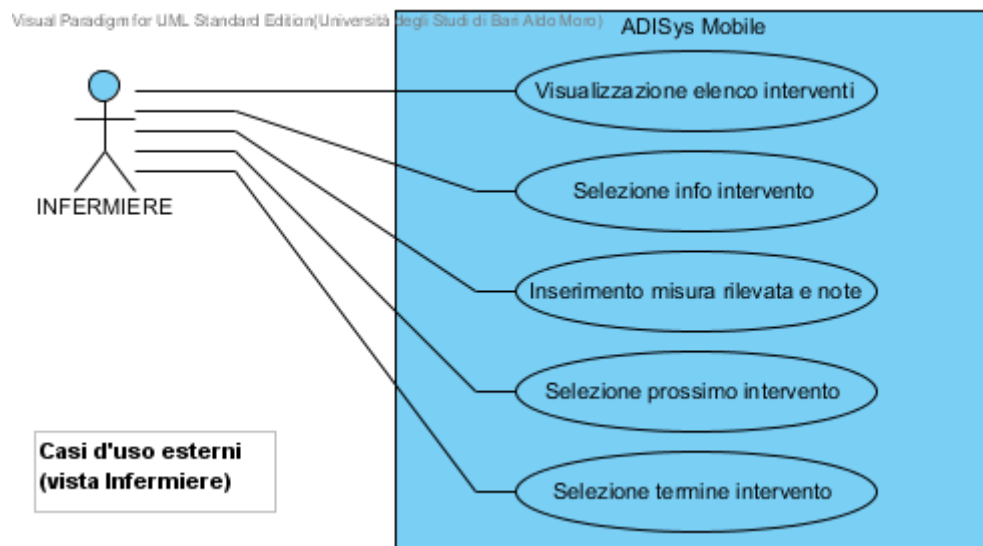 Visual Paradigm for UML Standard Edition(Università degli Studi di Bari Aldo Moro)
ADISys Mobile
Visualizzazione elenco interventi
Selezione info intervento
INFERMIERE
Inserimento misura rilevata e note
Selezione prossimo intervento
Casi d'uso esterni
(vista Infermiere)
Selezione termine intervento